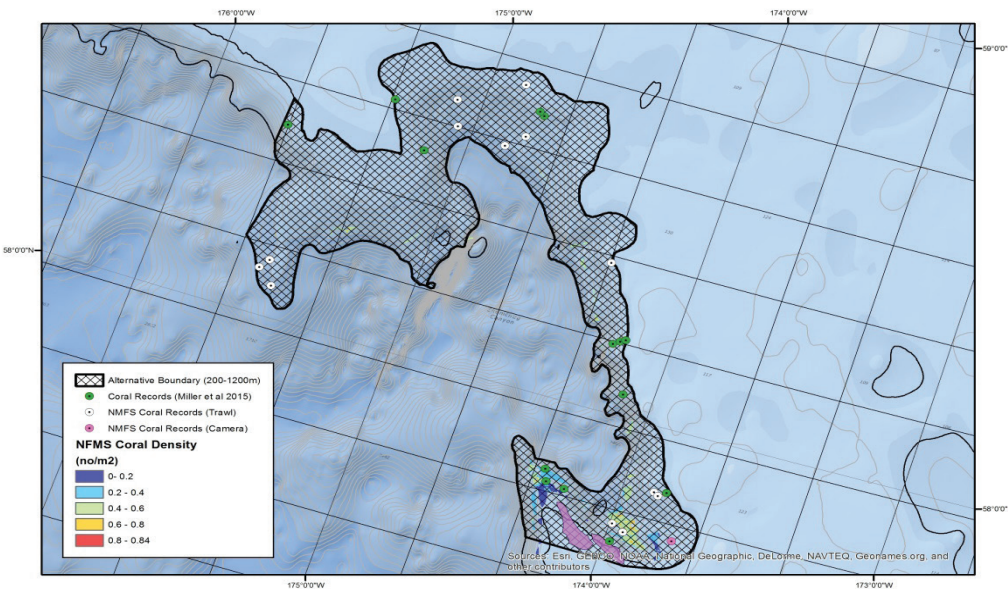 176°0'0"W
175°0'0"W
174°0'0"W
59°0'0"N
58°0'0"N
Canyon
Alternative Boundary (200-1200m)
Coral Records (Miller et al 2015)
NMFS Coral Records (Trawl)
NMFS Coral Records (Camera)
NFMS Coral Density
(no/m2)
0- 0.2
0.2 - 0.4
0.4 - 0.6
0.6 - 0.8
0.8 - 0.84
58°0'0"N
Sources: Esri, GEBCO, NOAA, National Geographic, DeLorme, NAVTEQ, Geonames.org, and
other contributors
175°0'0"W
174°0'0"W
173°0'0"W